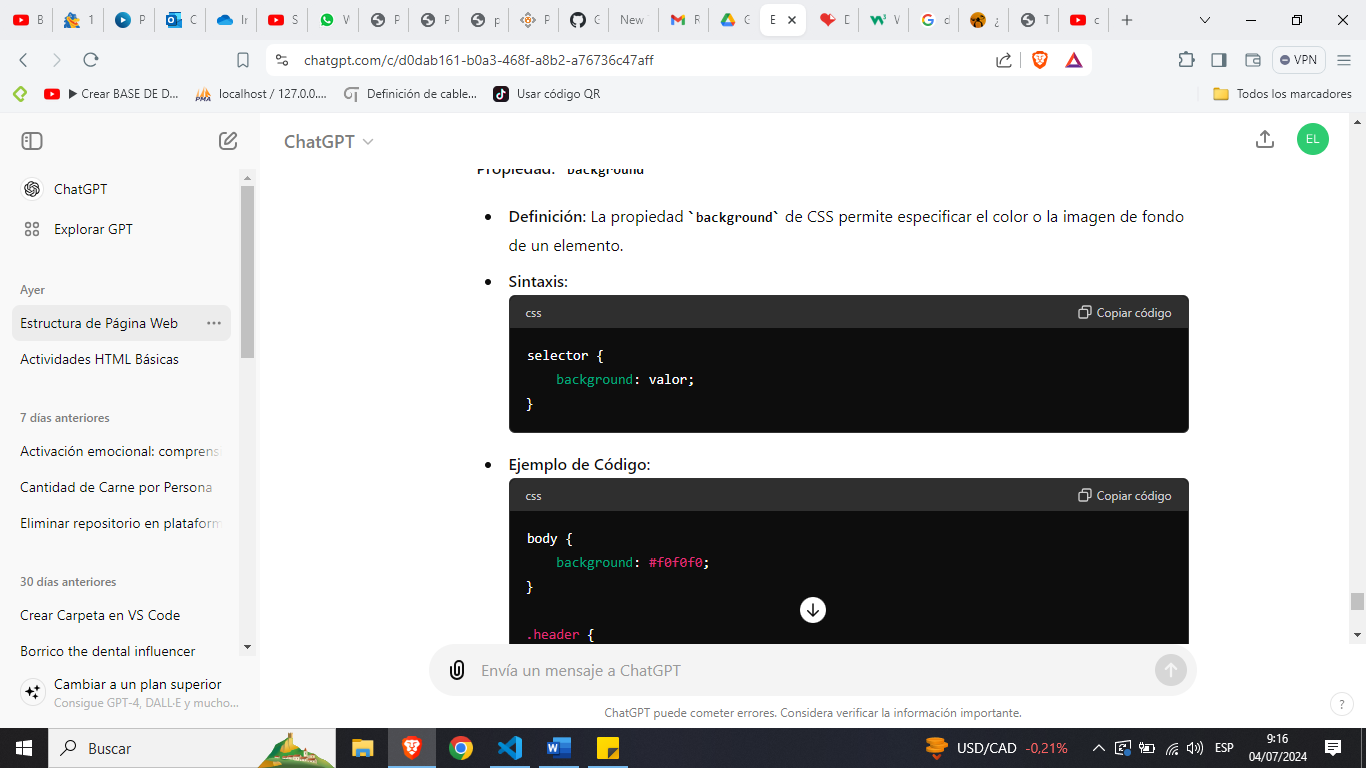 B
1
P
C
Ir
S
V
P
P
p
P
C
New
R
C
E
D
V
d
¿
T
c
chatgpt.com/c/d0dab161-b0a3-468f-a8b2-a76736c47aff
VPN
▶ Crear BASE DE D...
localhost / 127.0.0....
Definición de cable...
Usar código QR
Todos los marcadores
ChatGPT
EL
ChatGPT
Explorar GPT
Ayer
Estructura de Página Web
Actividades HTML Básicas
7 días anteriores
Activación emocional: comprens
Cantidad de Carne por Persona
Eliminar repositorio en plataform
30 días anteriores
Crear Carpeta en VS Code
Borrico the dental influencer
Cambiar a un plan superior
Consigue GPT-4, DALL·E y mucho...
Propiedad: `background`
• Definición: La propiedad `background` de CSS permite especificar el color o la imagen de fondo
de un elemento.
• Sintaxis:
css
Copiar código
selector {
background: valor;
}
• Ejemplo de Código:
css
Copiar código
body {
background: #f0f0f0;
}
.header {
Envía un mensaje a ChatGPT
ChatGPT puede cometer errores. Considera verificar la información importante.
?
Buscar
USD/CAD -0,21%
ESP
9:16
04/07/2024